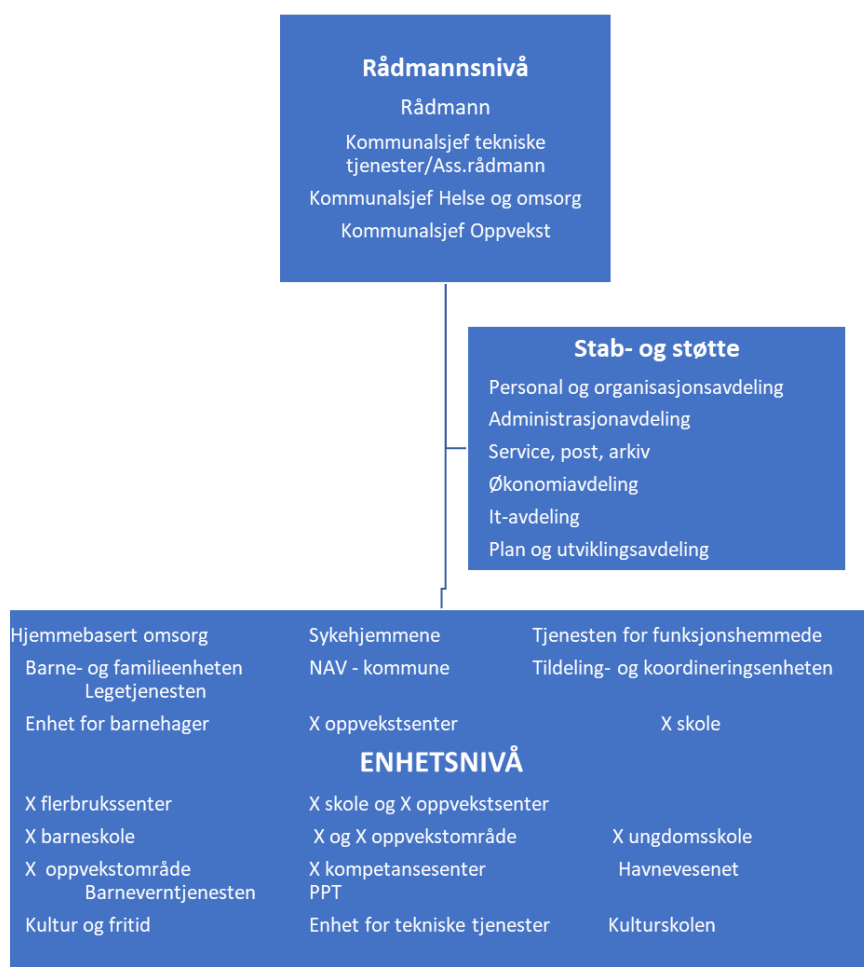 Rådmannsnivå
Rådmann
Kommunalsjef tekniske
tjenester/Ass.rådmann
Kommunalsjef Helse og omsorg
Kommunalsjef Oppvekst
Stab- og støtte
Personal og organisasjonsavdeling
Administrasjonavdeling
Service, post, arkiv
Økonomiavdeling
It-avdeling
Plan og utviklingsavdeling
Hjemmebasert omsorg Sykehjemmene Tjenesten for funksjonshemmede
Barne- og familieenheten NAV - kommune Tildeling- og koordineringsenheten
Legetjenesten
Enhet for barnehager X oppvekstsenter X skole
ENHETSNIVÅ
X flerbrukssenter X skole og X oppvekstsenter
X barneskole X og X oppvekstområde X ungdomsskole
X oppvekstområde X kompetansesenter Havnevesenet
Barneverntjenesten PPT
Kultur og fritid Enhet for tekniske tjenester Kulturskolen